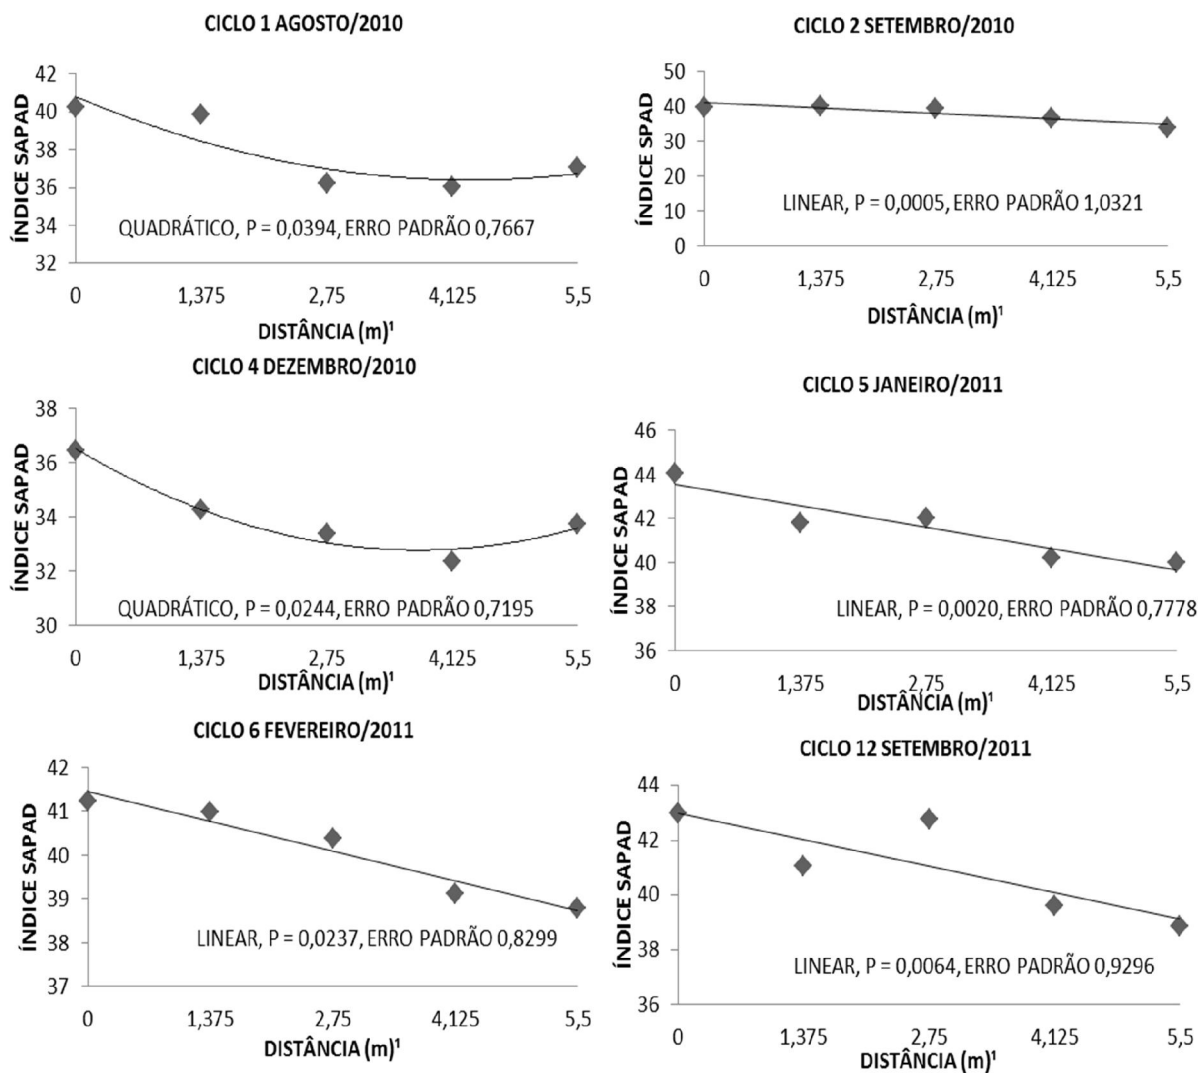 CICLO 1 AGOSTO/2010
ÍNDICE SAPAD
42
40
38
36
34
32
QUADRÁTICO, P = 0,0394, ERRO PADRÃO 0,7667
0 1,375 2,75 4,125 5,5
DISTÂNCIA (m)¹
CICLO 2 SETEMBRO/2010
ÍNDICE SPAD
50
40
30
20
10
0
LINEAR, P = 0,0005, ERRO PADRÃO 1,0321
0 1,375 2,75 4,125 5,5
DISTÂNCIA (m)¹
CICLO 4 DEZEMBRO/2010
ÍNDICE SAPAD
38
36
34
32
30
QUADRÁTICO, P = 0,0244, ERRO PADRÃO 0,7195
0 1,375 2,75 4,125 5,5
DISTÂNCIA (m)¹
CICLO 5 JANEIRO/2011
ÍNDICE SAPAD
46
44
42
40
38
36
LINEAR, P = 0,0020, ERRO PADRÃO 0,7778
0 1,375 2,75 4,125 5,5
DISTÂNCIA (m)¹
CICLO 6 FEVEREIRO/2011
ÍNDICE SAPAD
42
41
40
39
38
37
LINEAR, P = 0,0237, ERRO PADRÃO 0,8299
0 1,375 2,75 4,125 5,5
DISTÂNCIA (m)¹
CICLO 12 SETEMBRO/2011
ÍNDICE SAPAD
44
42
40
38
36
LINEAR, P = 0,0064, ERRO PADRÃO 0,9296
0 1,375 2,75 4,125 5,5
DISTÂNCIA (m)¹